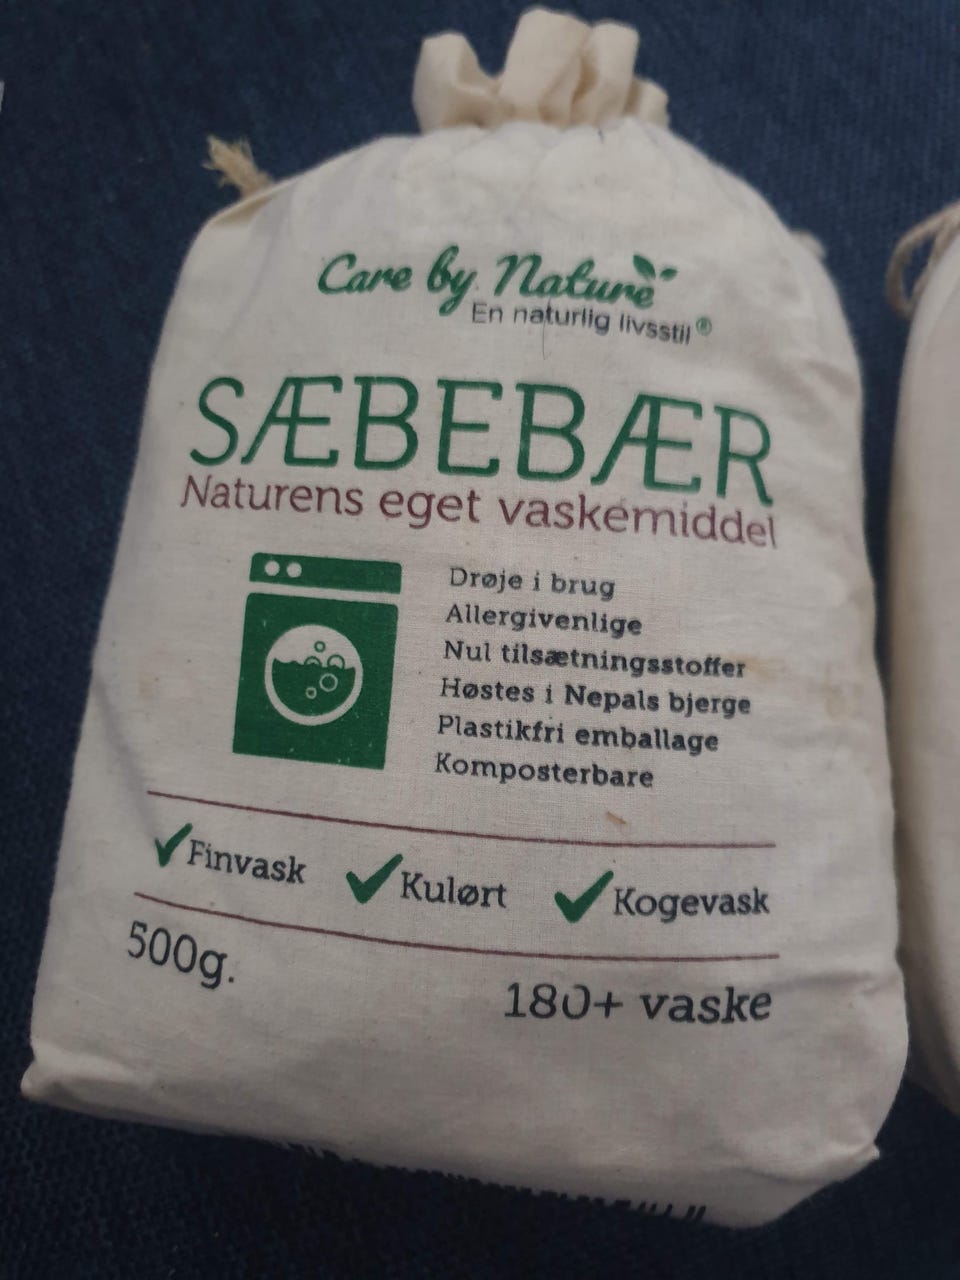 Care by Nature
En naturlig livsstil®
SÆBEBÆR
Naturens eget vaskemiddel
Drøje i brug
Allergivenlige
Nul tilsætningsstoffer
Høstes i Nepals bjerge
Plastikfri emballage
Komposterbare
Finvask Kulørt Kogevask
500g.
180+ vaske